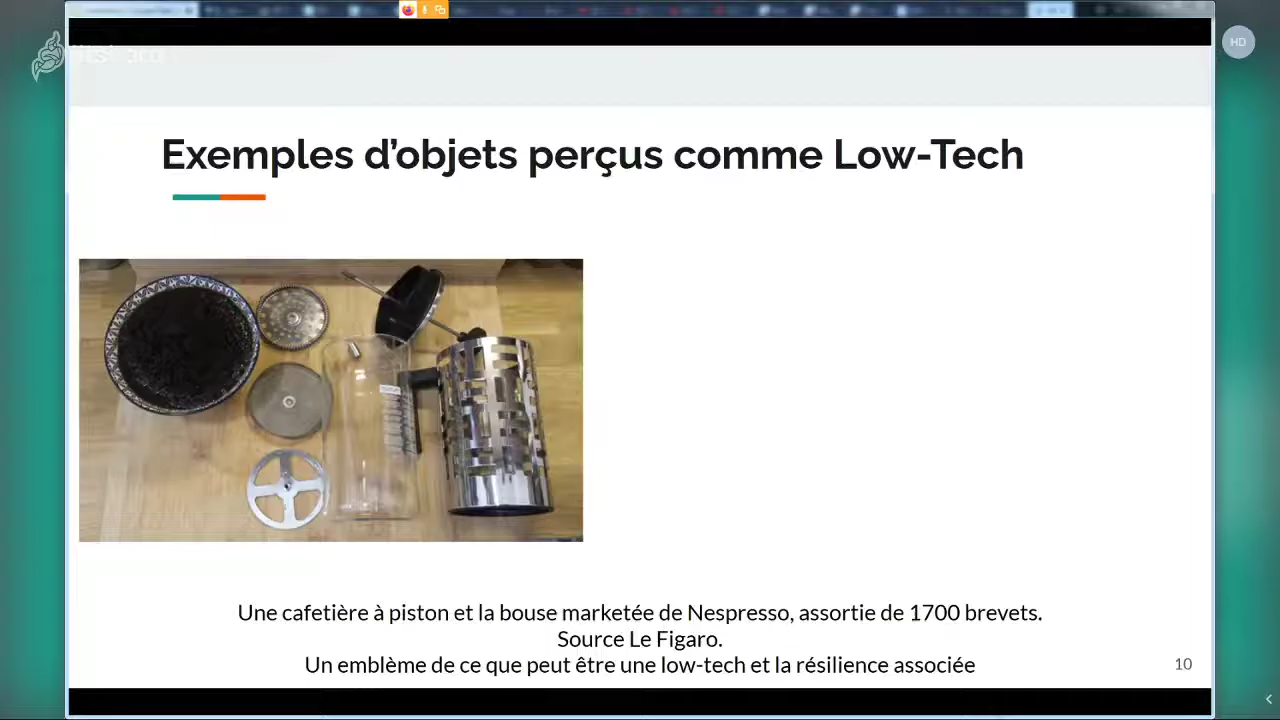 HD
Exemples d'objets perçus comme Low-Tech
Une cafetière à piston et la bouse marketée de Nespresso, assortie de 1700 brevets.
Source Le Figaro.
Un emblème de ce que peut être une low-tech et la résilience associée
10